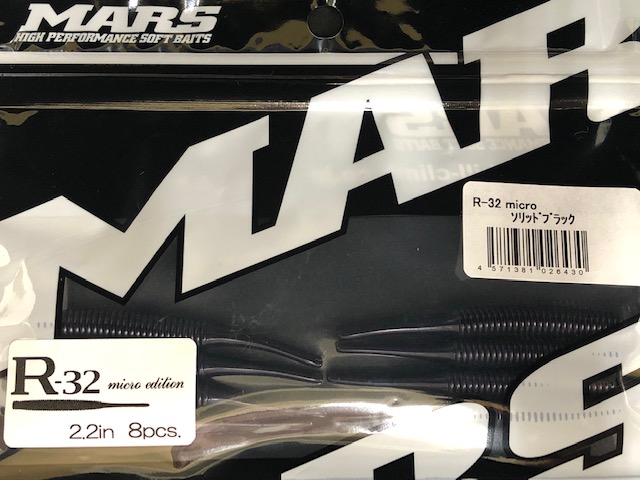 MARS
HIGH PERFORMANCE SOFT BAITS
MAR
R-32 micro
ソリッドブラック
4 571381 026430
R-32 micro edition
2.2in 8pcs.
RS